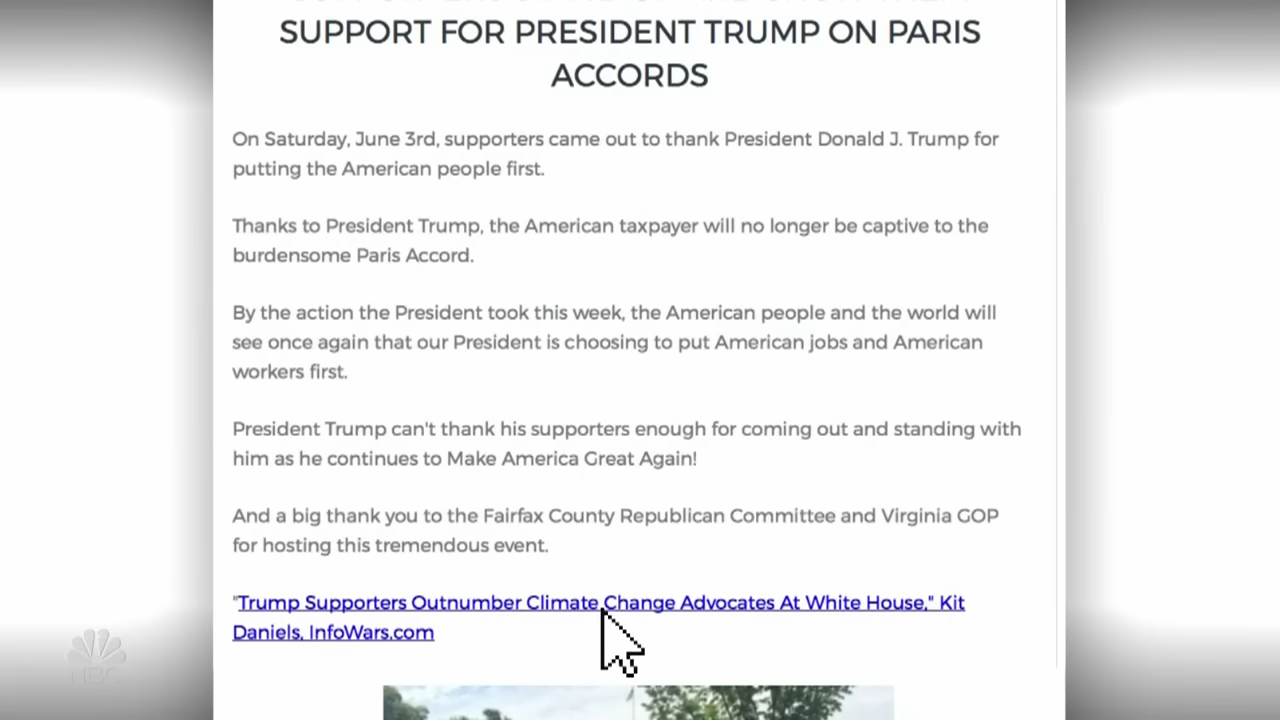 SUPPORT FOR PRESIDENT TRUMP ON PARIS
ACCORDS
On Saturday, June 3rd, supporters came out to thank President Donald J. Trump for
putting the American people first.
Thanks to President Trump, the American taxpayer will no longer be captive to the
burdensome Paris Accord.
By the action the President took this week, the American people and the world will
see once again that our President is choosing to put American jobs and American
workers first.
President Trump can't thank his supporters enough for coming out and standing with
him as he continues to Make America Great Again!
And a big thank you to the Fairfax County Republican Committee and Virginia GOP
for hosting this tremendous event.
"Trump Supporters Outnumber Climate Change Advocates At White House," Kit
Daniels, InfoWars.com
NBC